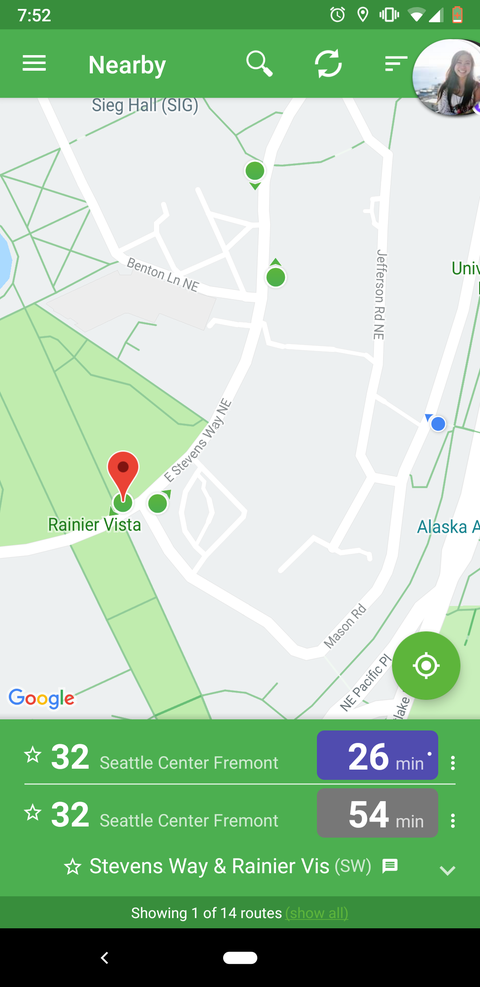 7:52
Nearby
Sieg Hall (SIG)
Benton Ln NE
Jefferson Rd NE
Univ
E Stevens Way NE
Rainier Vista
Alaska A
Mason Rd
NE Pacific Pl
lake
Google
32 Seattle Center Fremont 26 min
32 Seattle Center Fremont 54 min
Stevens Way & Rainier Vis (SW)
Showing 1 of 14 routes (show all)